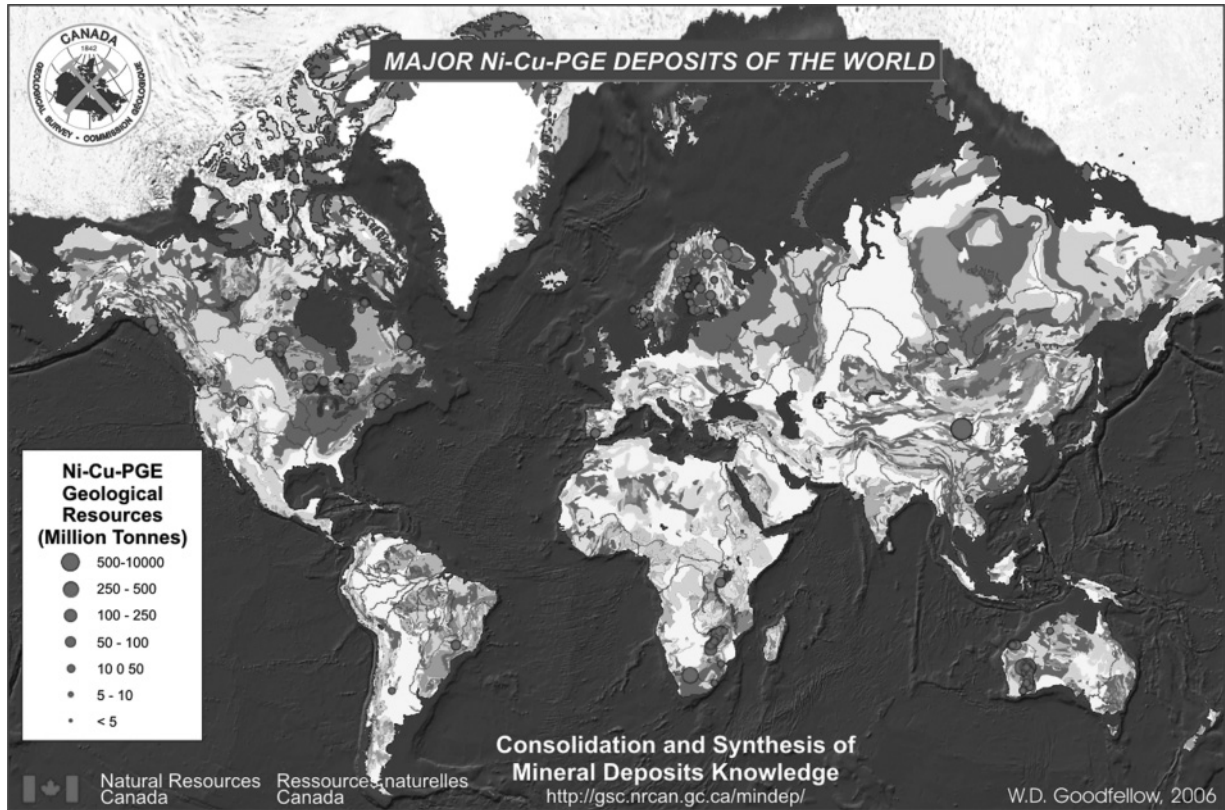 CANADA
1842
GEOLOGICAL SURVEY • COMMISSION GÉOLOGIQUE
MAJOR Ni-Cu-PGE DEPOSITS OF THE WORLD
Ni-Cu-PGE
Geological
Resources
(Million Tonnes)
500-10000
250 - 500
100 - 250
50 - 100
10 0 50
5 - 10
< 5
Consolidation and Synthesis of
Mineral Deposits Knowledge
http://gsc.nrcan.gc.ca/mindep/
Natural Resources
Canada
Ressources naturelles
Canada
W.D. Goodfellow, 2006